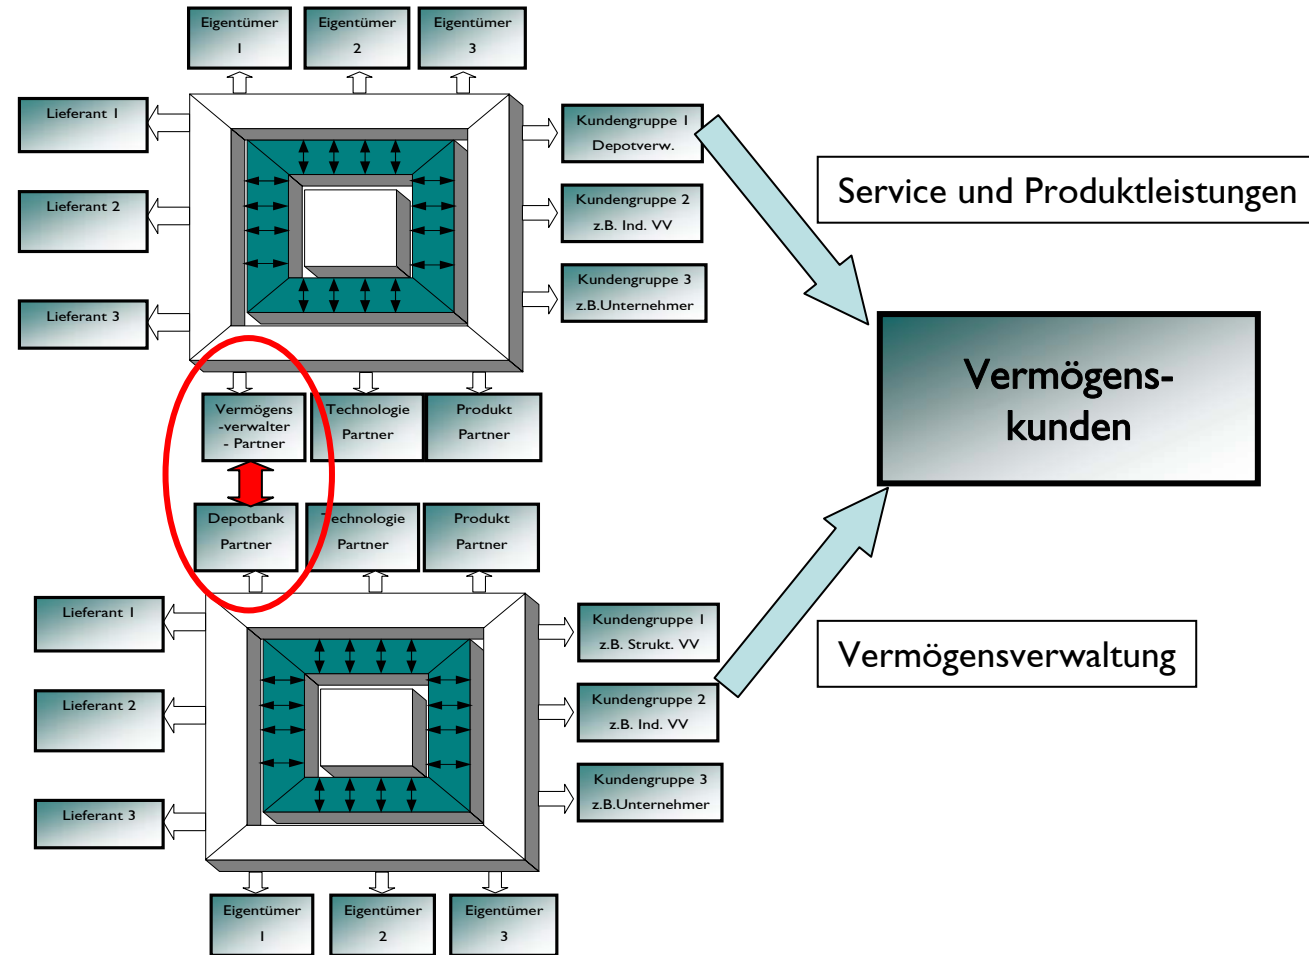 Eigentümer
1
Eigentümer
2
Eigentümer
3
Lieferant 1
Lieferant 2
Lieferant 3
Kundengruppe 1
Depotverw.
Kundengruppe 2
z.B. Ind. VV
Kundengruppe 3
z.B.Unternehmer
Service und Produktleistungen
Vermögens-
kunden
Vermögens
-verwalter
- Partner
Technologie
Partner
Produkt
Partner
Depotbank
Partner
Technologie
Partner
Produkt
Partner
Lieferant 1
Lieferant 2
Lieferant 3
Kundengruppe 1
z.B. Strukt. VV
Kundengruppe 2
z.B. Ind. VV
Kundengruppe 3
z.B.Unternehmer
Vermögensverwaltung
Eigentümer
1
Eigentümer
2
Eigentümer
3